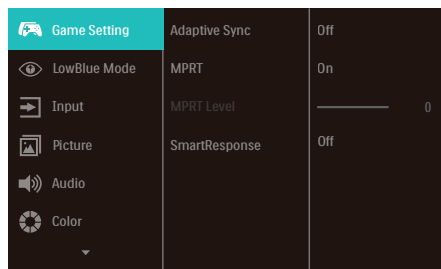 Game Setting Adaptive Sync Off
LowBlue Mode MPRT On
Input MPRT Level 0
Picture SmartResponse Off
Audio
Color